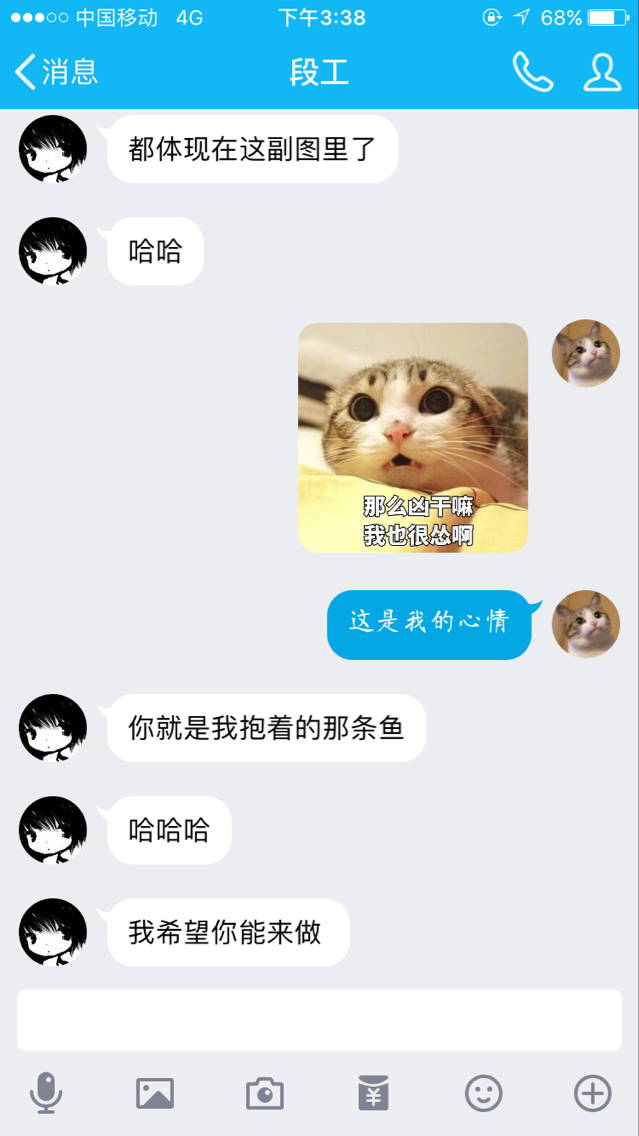 中国移动 4G 下午3:38 68%
消息 段工
都体现在这副图里了
哈哈
那么凶干嘛
我也很怂啊
这是我的心情
你就是我抱着的那条鱼
哈哈哈
我希望你能来做
¥